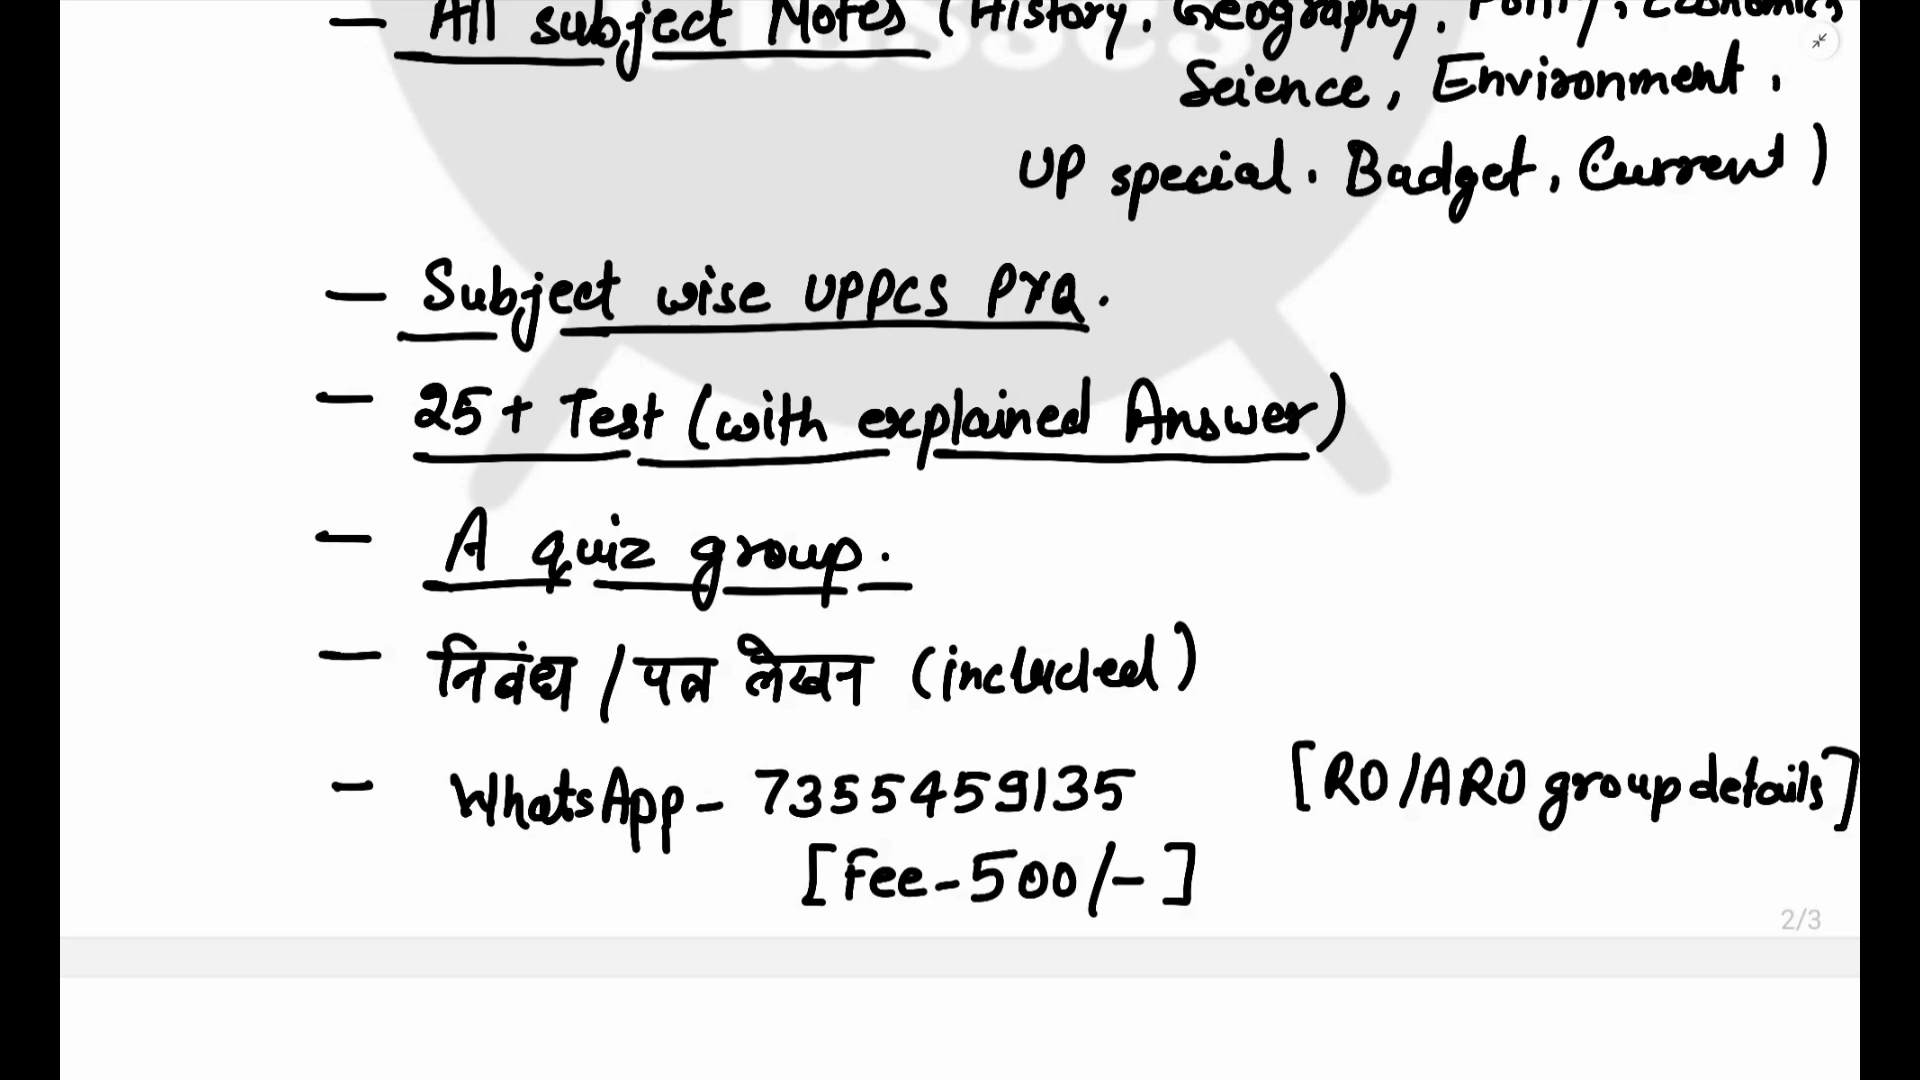 — All subject Notes (History, Geography, Polity, Economics
Science, Environment,
UP special. Badget, Current)
— Subject wise UPPCS PYQ.
— 25+ Test (with explained Answer)
— A quiz group.
— निबंध / पत्र लेखन (included)
— WhatsApp - 7355459135 [RO/ARO group details]
[Fee - 500/-]
2/3